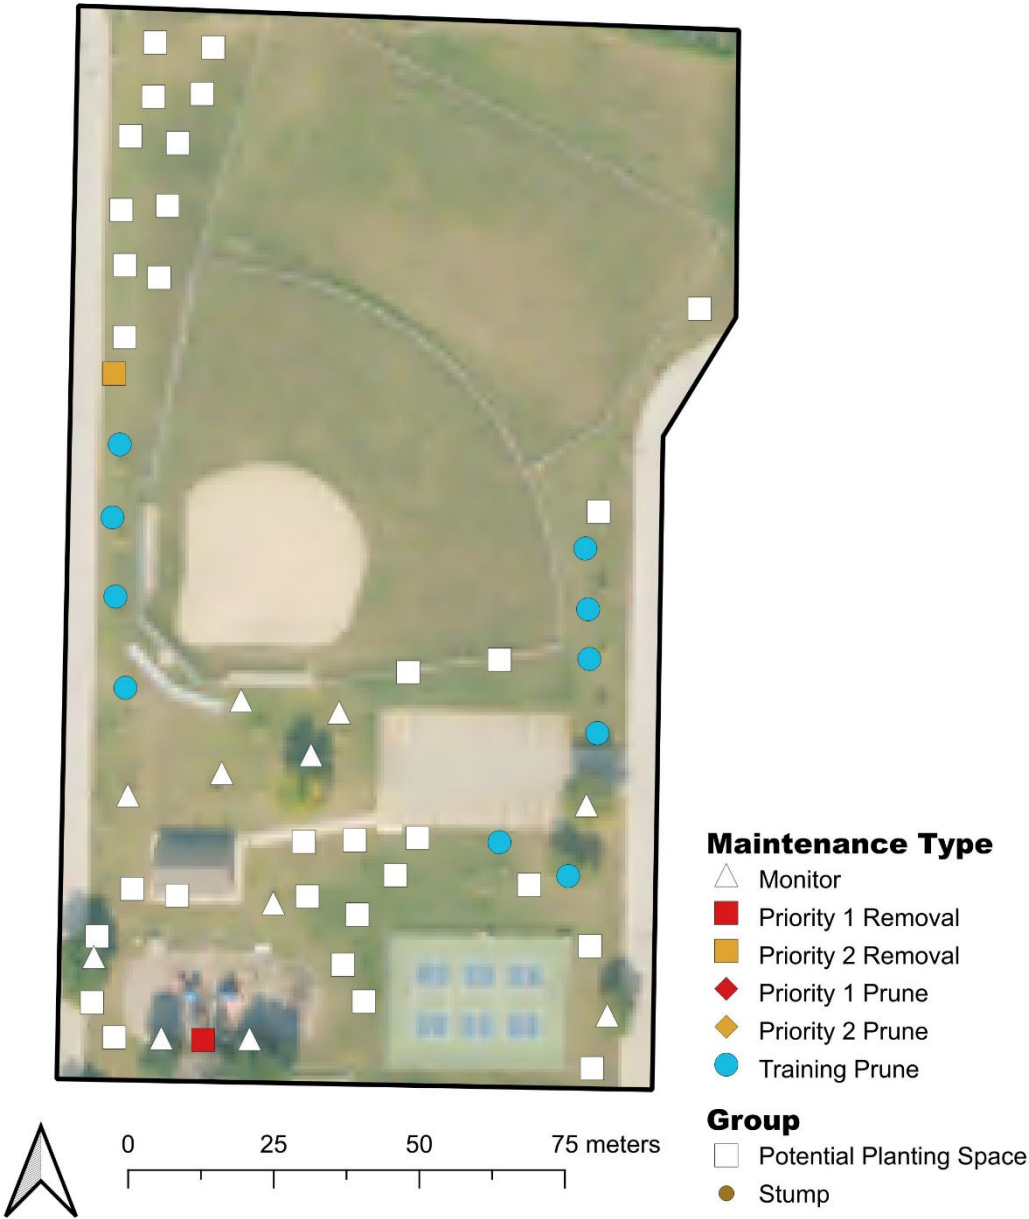 Maintenance Type
Monitor
Priority 1 Removal
Priority 2 Removal
Priority 1 Prune
Priority 2 Prune
Training Prune
Group
Potential Planting Space
Stump
0 25 50 75 meters